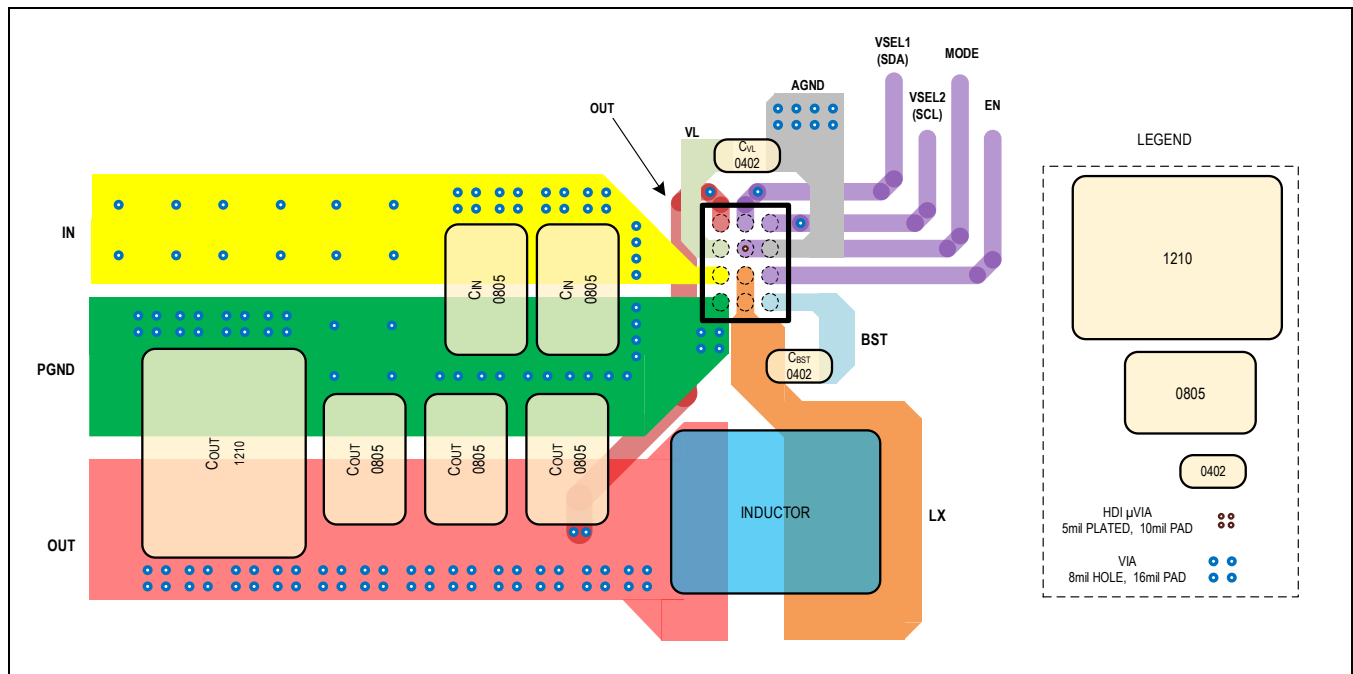 VSEL1
(SDA)
MODE
VSEL2
(SCL)
EN
AGND
OUT
VL
CVL
0402
LEGEND
IN
CIN
0805
CIN
0805
1210
BST
CBST
0402
PGND
COUT
1210
COUT
0805
COUT
0805
COUT
0805
0805
0402
INDUCTOR
LX
OUT
HDI µVIA
5mil PLATED, 10mil PAD
VIA
8mil HOLE, 16mil PAD